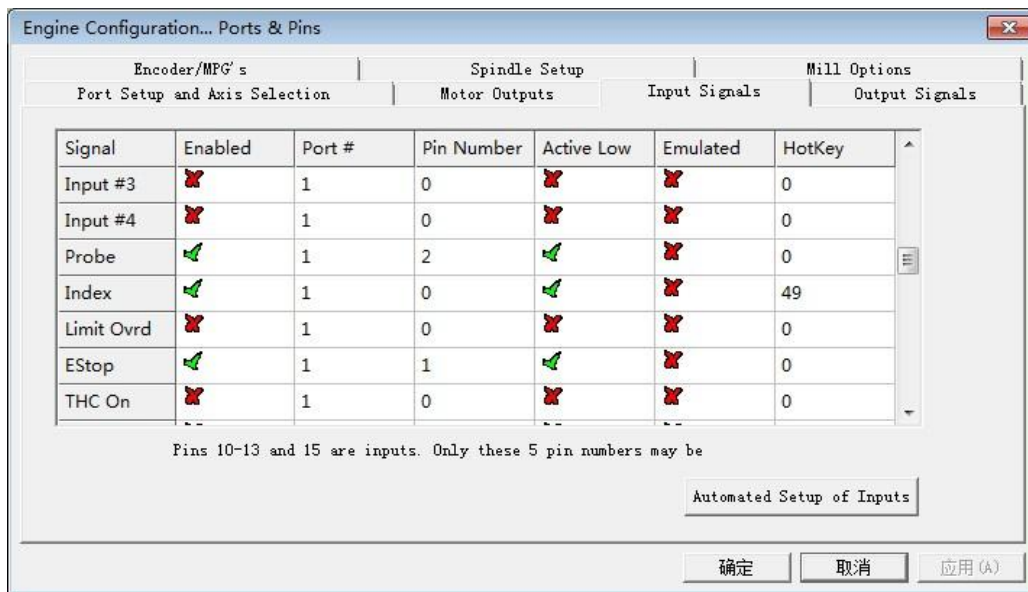 Engine Configuration... Ports & Pins
Encoder/MPG's Spindle Setup Mill Options
Port Setup and Axis Selection Motor Outputs Input Signals Output Signals
Signal Enabled Port # Pin Number Active Low Emulated HotKey
Input #3 1 0 0
Input #4 1 0 0
Probe 1 2 0
Index 1 0 49
Limit Ovrd 1 0 0
EStop 1 1 0
THC On 1 0 0
Pins 10-13 and 15 are inputs. Only these 5 pin numbers may be
Automated Setup of Inputs
确定 取消 应用(A)